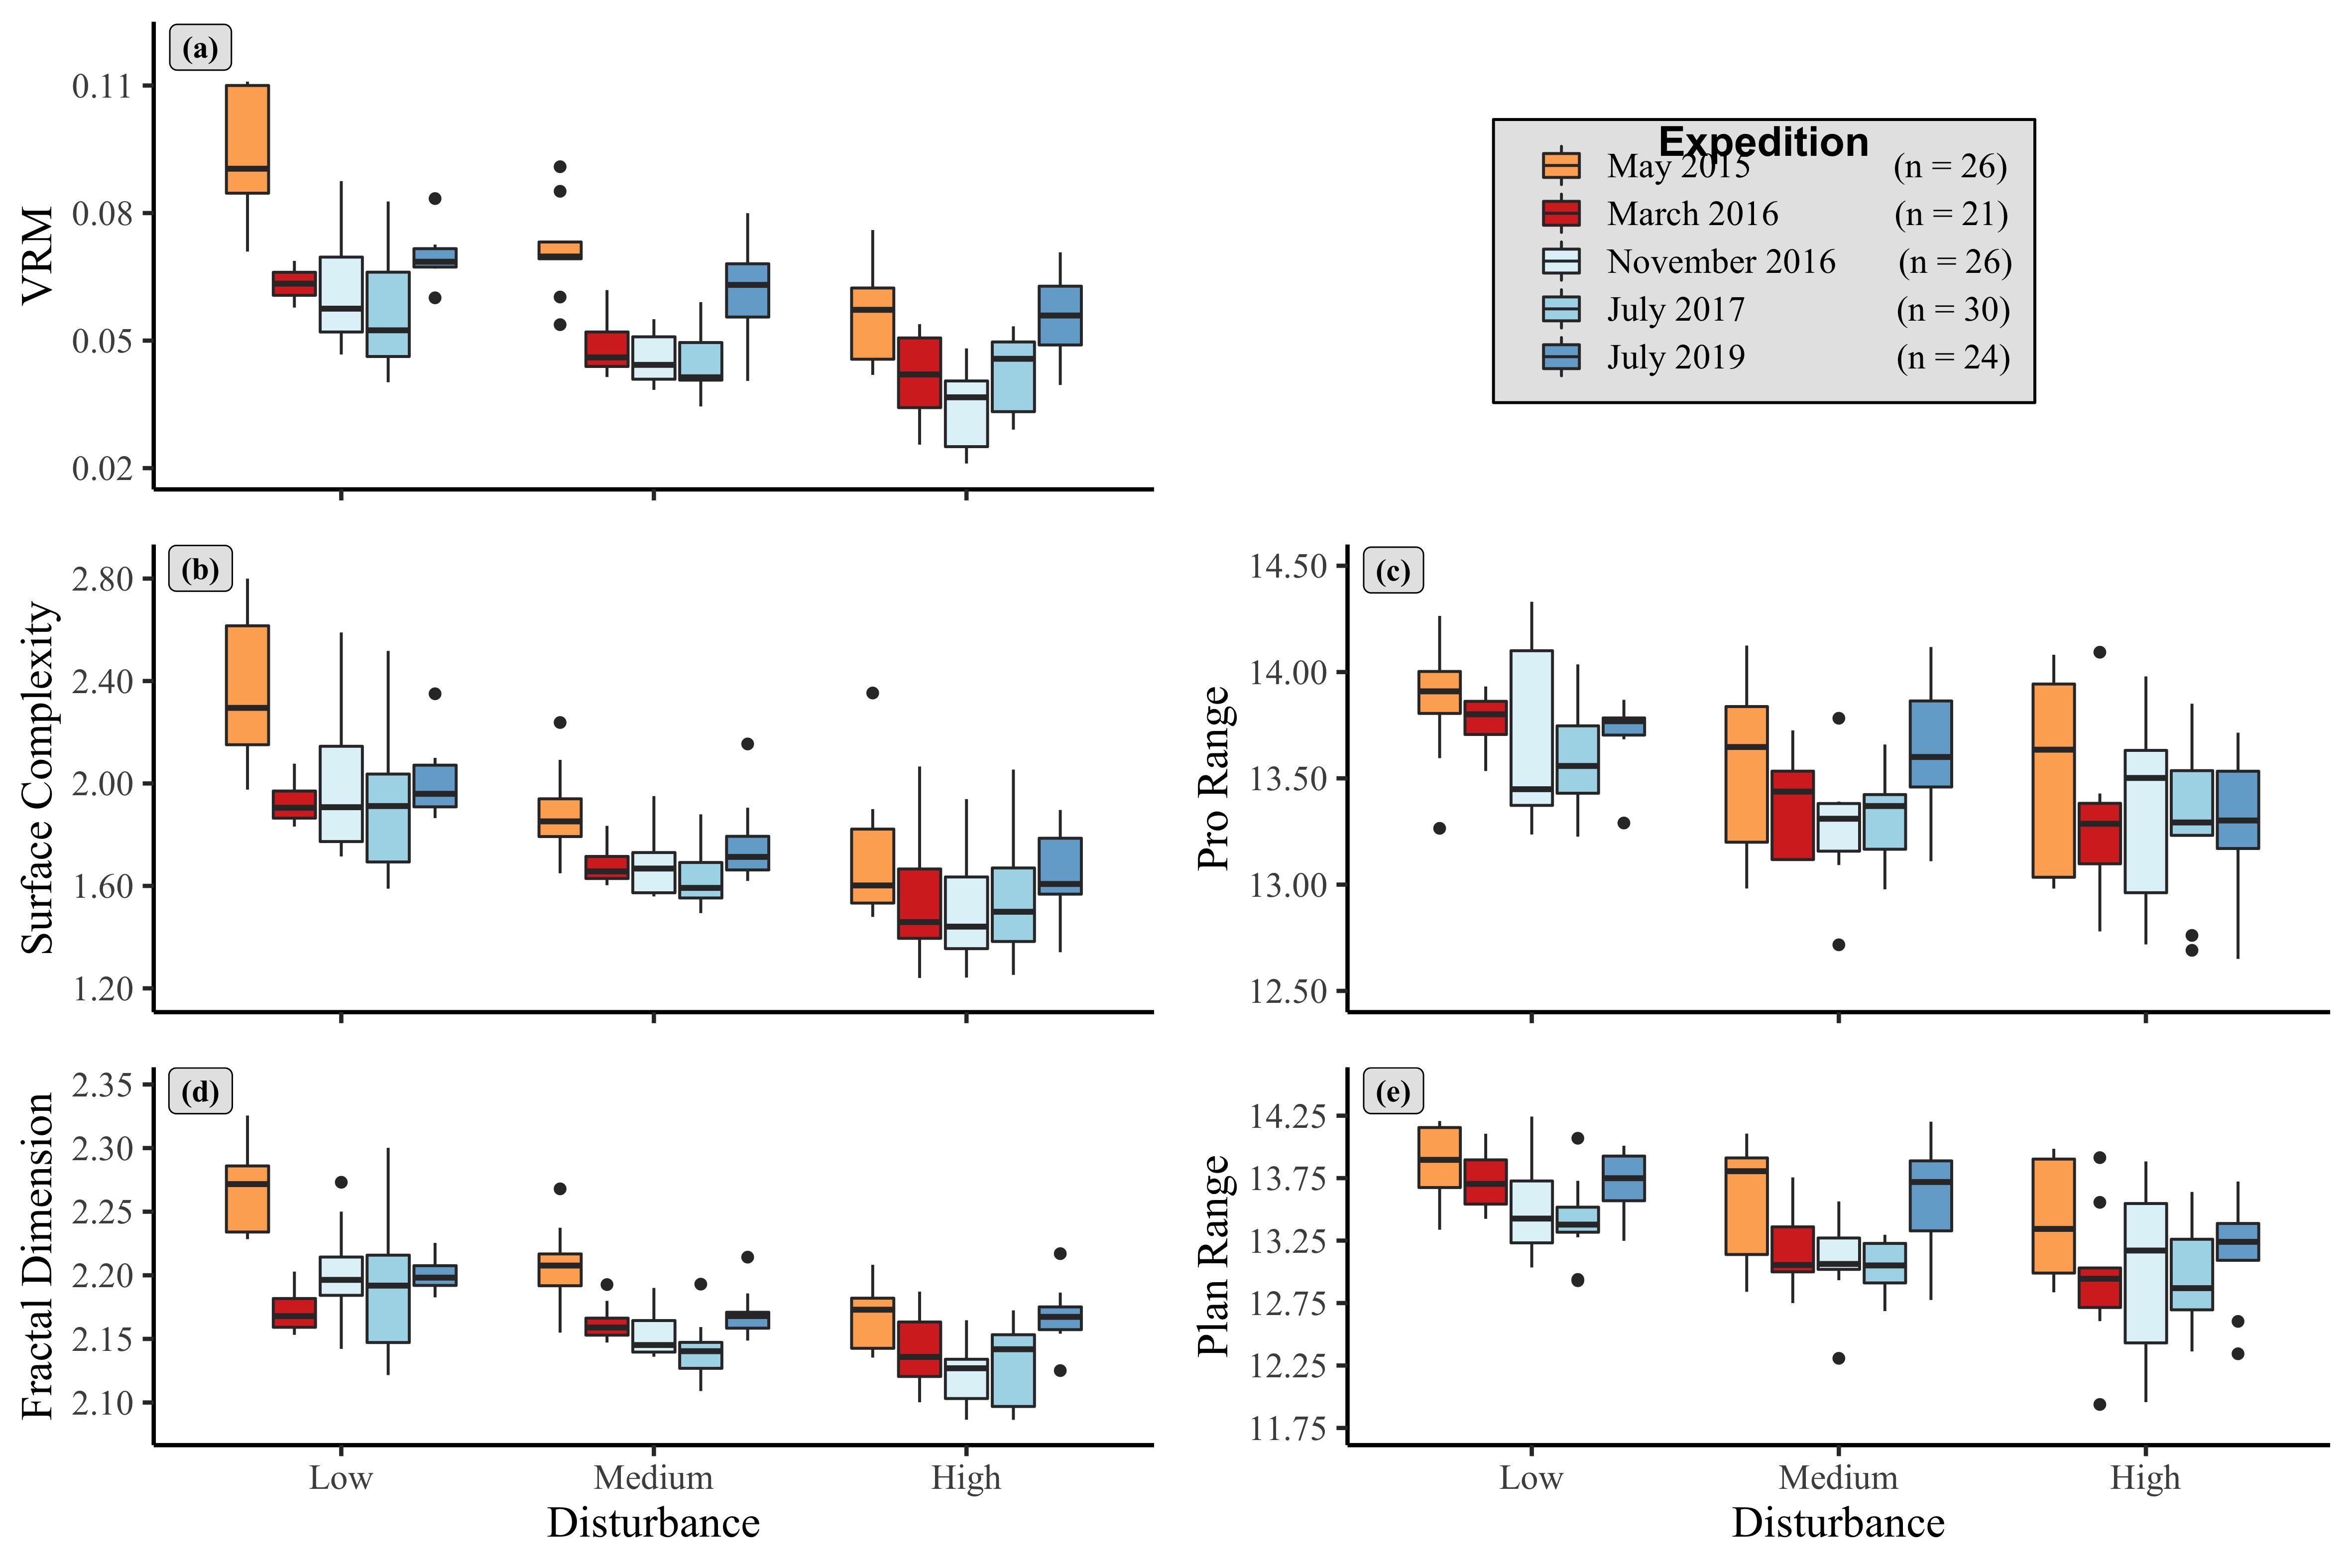 (a)
VRM
0.11
0.08
0.05
0.02
Expedition
May 2015 (n = 26)
March 2016 (n = 21)
November 2016 (n = 26)
July 2017 (n = 30)
July 2019 (n = 24)
(b)
Surface Complexity
2.80
2.40
2.00
1.60
1.20
(c)
Pro Range
14.50
14.00
13.50
13.00
12.50
(d)
Fractal Dimension
2.35
2.30
2.25
2.20
2.15
2.10
Low Medium High
Disturbance
(e)
Plan Range
14.25
13.75
13.25
12.75
12.25
11.75
Low Medium High
Disturbance